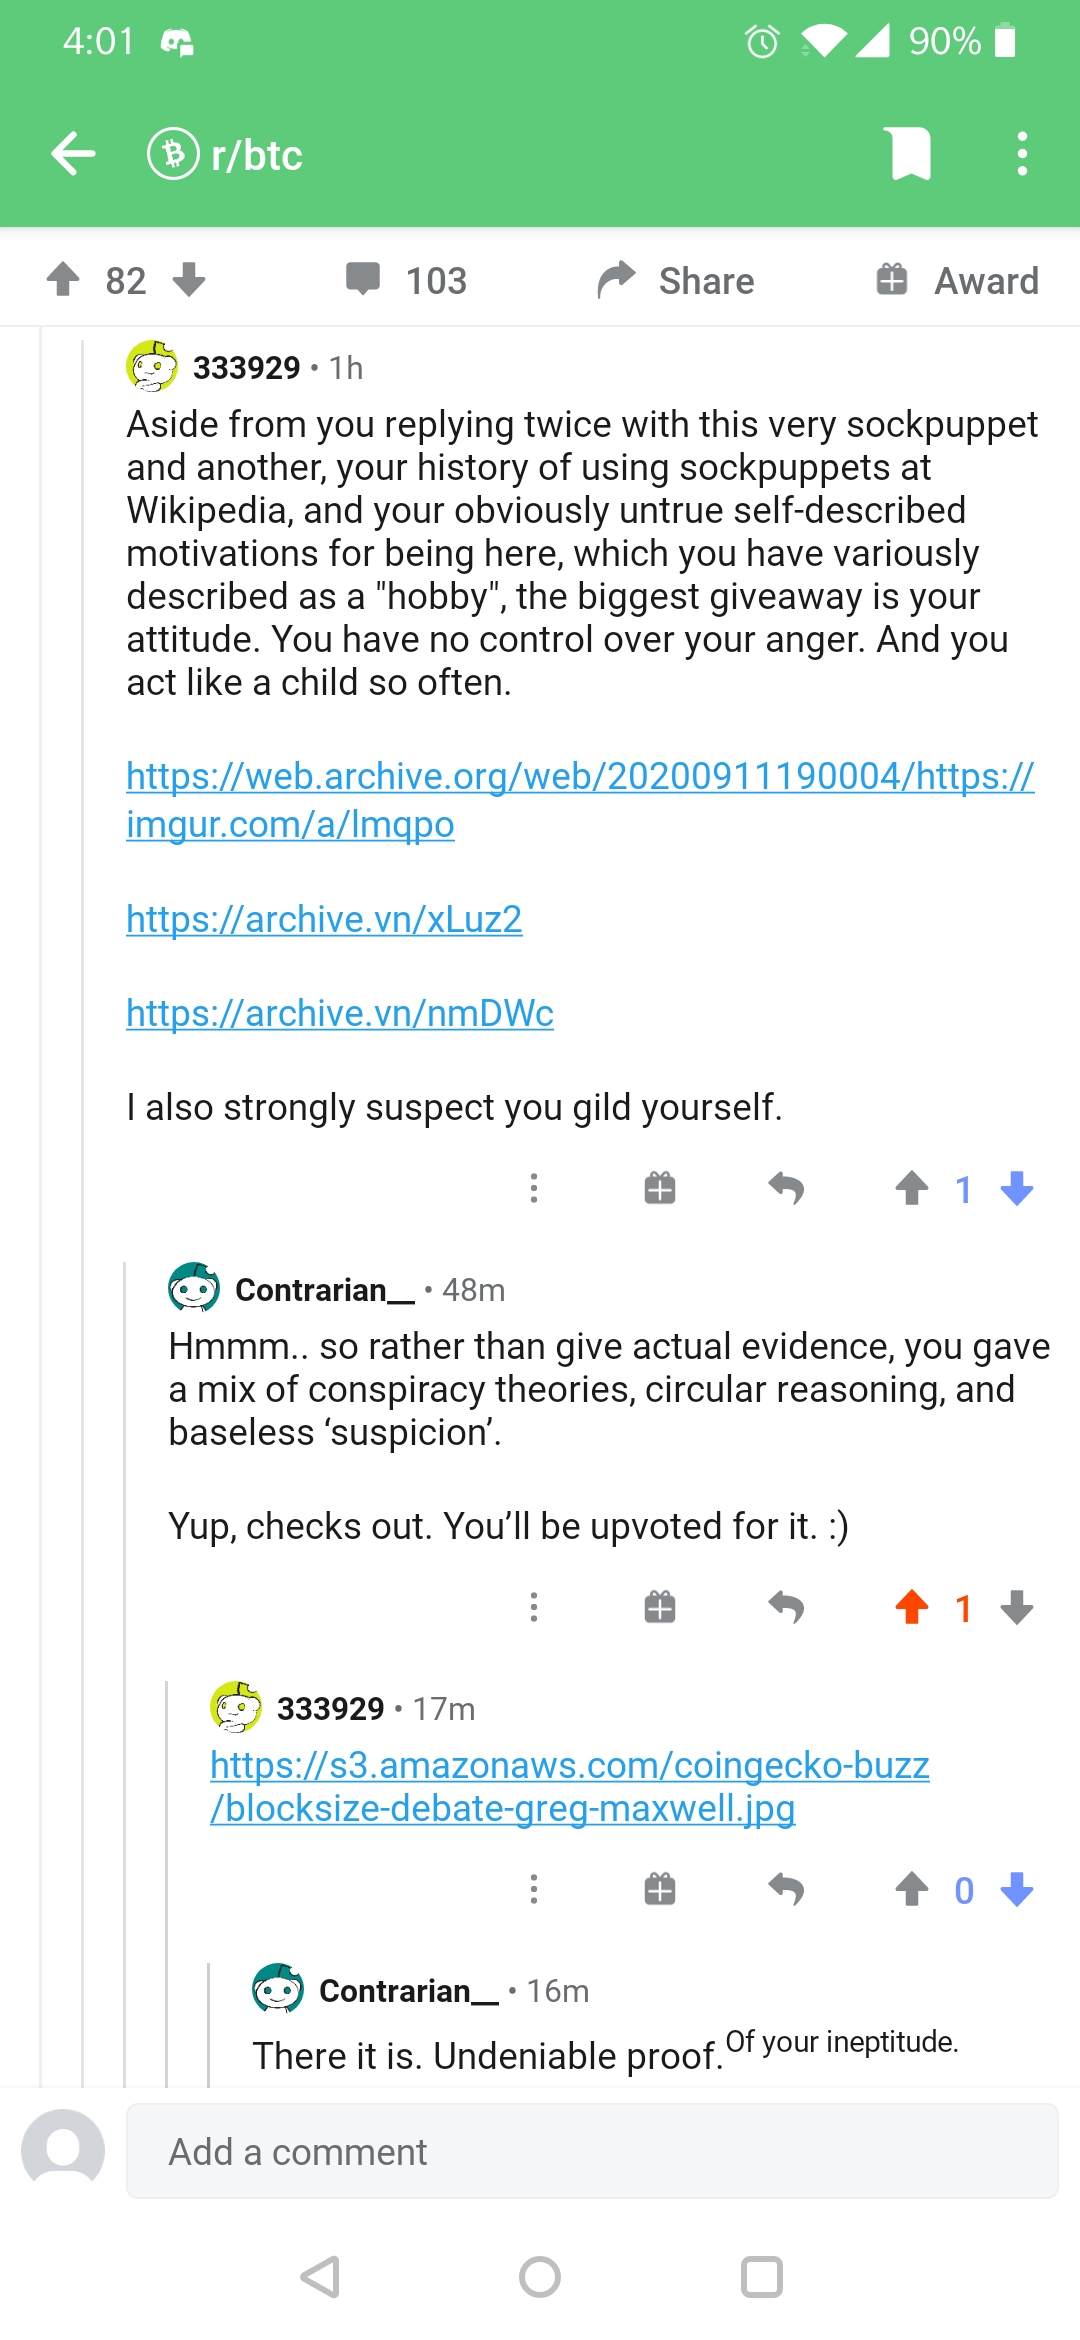 4:01
90%
r/btc
82
103
Share
Award
333929 • 1h
Aside from you replying twice with this very sockpuppet
and another, your history of using sockpuppets at
Wikipedia, and your obviously untrue self-described
motivations for being here, which you have variously
described as a "hobby", the biggest giveaway is your
attitude. You have no control over your anger. And you
act like a child so often.
https://web.archive.org/web/20200911190004/https://
imgur.com/a/lmqpo
https://archive.vn/xLuz2
https://archive.vn/nmDWc
I also strongly suspect you gild yourself.
1
Contrarian__ • 48m
Hmmm.. so rather than give actual evidence, you gave
a mix of conspiracy theories, circular reasoning, and
baseless ‘suspicion’.
Yup, checks out. You’ll be upvoted for it. :)
1
333929 • 17m
https://s3.amazonaws.com/coingecko-buzz
/blocksize-debate-greg-maxwell.jpg
0
Contrarian__ • 16m
There it is. Undeniable proof. Of your ineptitude.
Add a comment